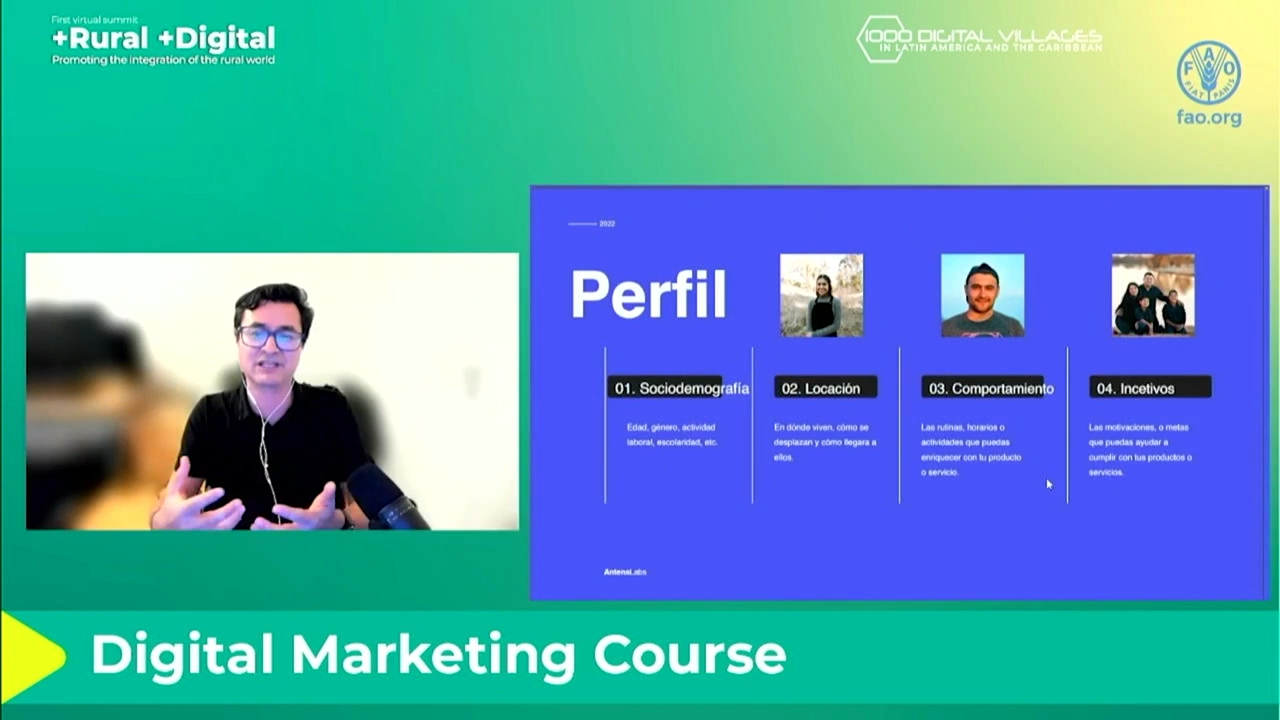 First virtual summit
+Rural +Digital
Promoting the integration of the rural world
1000 DIGITAL VILLAGES
IN LATIN AMERICA AND THE CARIBBEAN
F A O
FIAT PANIS
fao.org
2022
Perfil
01. Sociodemografía
Edad, género, actividad
laboral, escolaridad, etc.
02. Locación
En dónde viven, cómo se
desplazan y cómo llegara a
ellos.
03. Comportamiento
Las rutinas, horarios o
actividades que puedas
enriquecer con tu producto
o servicio.
04. Incetivos
Las motivaciones, o metas
que puedas ayudar a
cumplir con tus productos o
servicios.
AntenaLabs
Digital Marketing Course